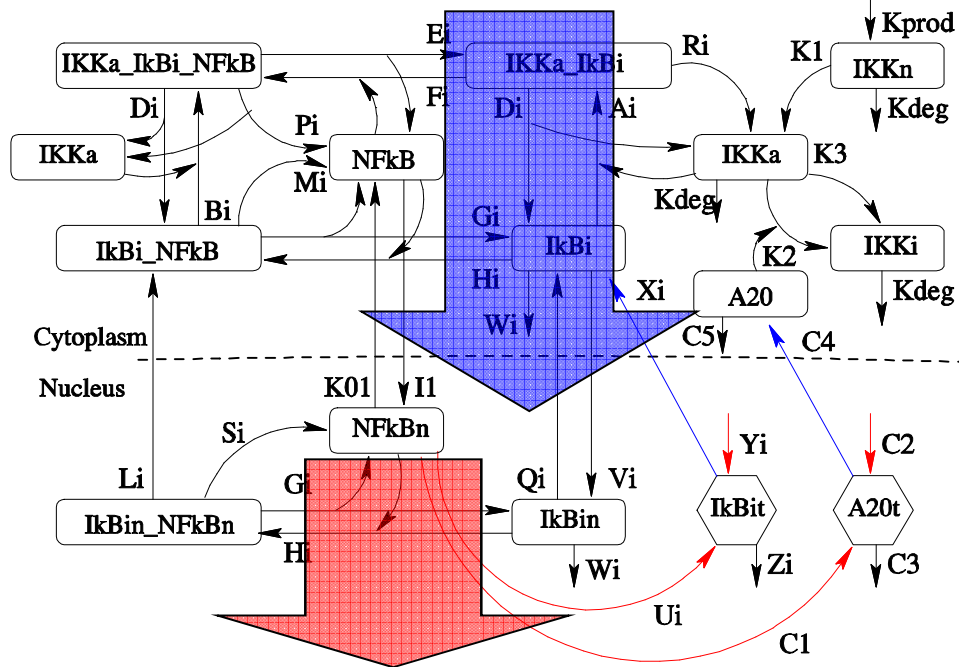 Kprod
Ei
IKKa_IkBi_NFkB
IKKa_IkBi
Ri
K1
IKKn
Fi
Di
Di
Ai
Kdeg
Pi
IKKa
NFkB
IKKa
K3
Mi
Kdeg
Bi
Gi
IkBi_NFkB
IkBi
IKKi
K2
Hi
Xi
A20
Kdeg
Wi
Cytoplasm
C5
C4
Nucleus
K01
I1
Si
NFkBn
Yi
C2
Li
Gi
Qi
Vi
IkBin_NFkBn
IkBin
IkBit
A20t
Hi
Wi
Zi
C3
Ui
C1